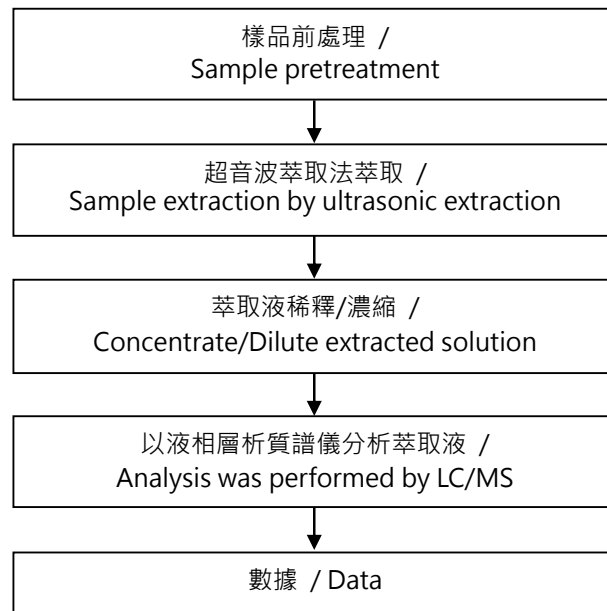 樣品前處理 /
Sample pretreatment
超音波萃取法萃取 /
Sample extraction by ultrasonic extraction
萃取液稀釋/濃縮 /
Concentrate/Dilute extracted solution
以液相層析質譜儀分析萃取液 /
Analysis was performed by LC/MS
數據 / Data